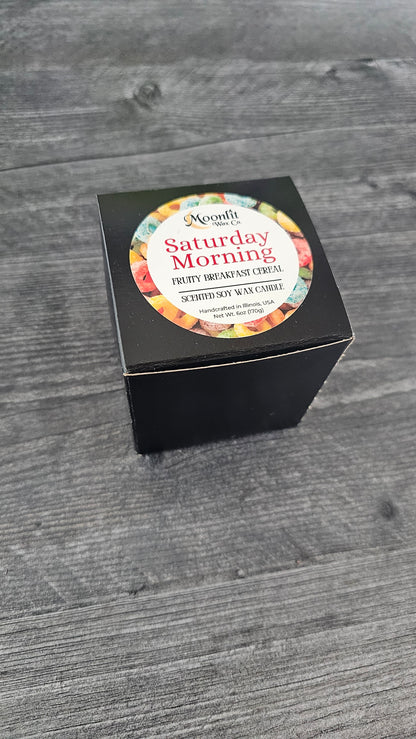 Moonlit
Wax Co.
Saturday
Morning
FRUITY BREAKFAST CEREAL
SCENTED SOY WAX CANDLE
Handcrafted in Illinois, USA
Net Wt. 6oz (170g)